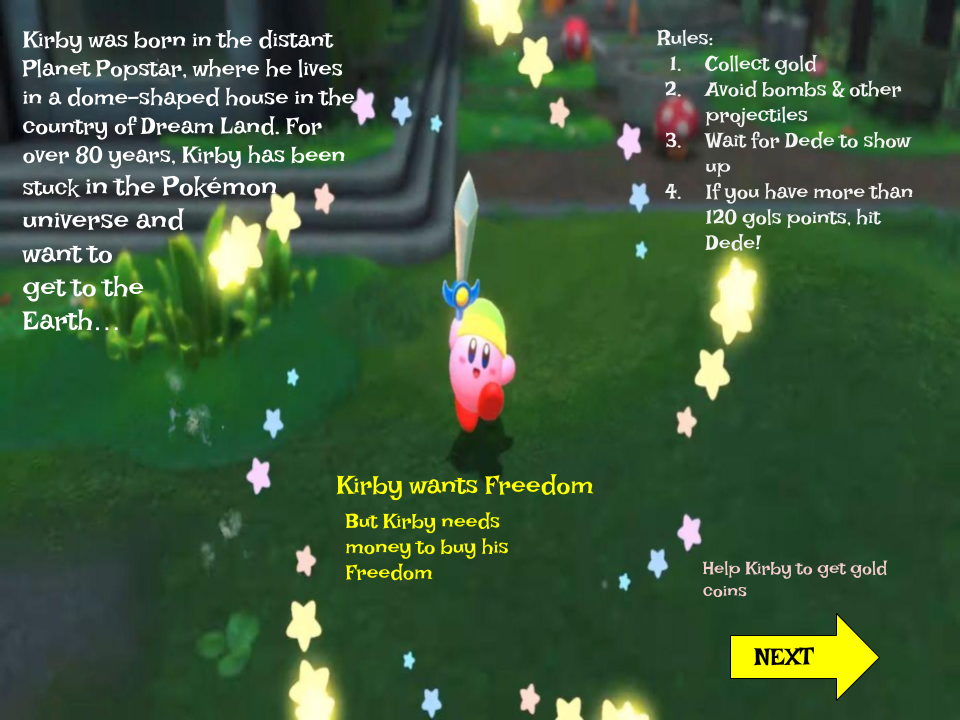 Kirby was born in the distant
Planet Popstar, where he lives
in a dome-shaped house in the
country of Dream Land. For
over 80 years, Kirby has been
stuck in the Pokémon
universe and
want to
get to the
Earth...
Rules:
1. Collect gold
2. Avoid bombs & other
projectiles
3. Wait for Dede to show
up
4. If you have more than
120 gols points, hit
Dede!
Kirby wants Freedom
But Kirby needs
money to buy his
Freedom
Help Kirby to get gold
coins
NEXT